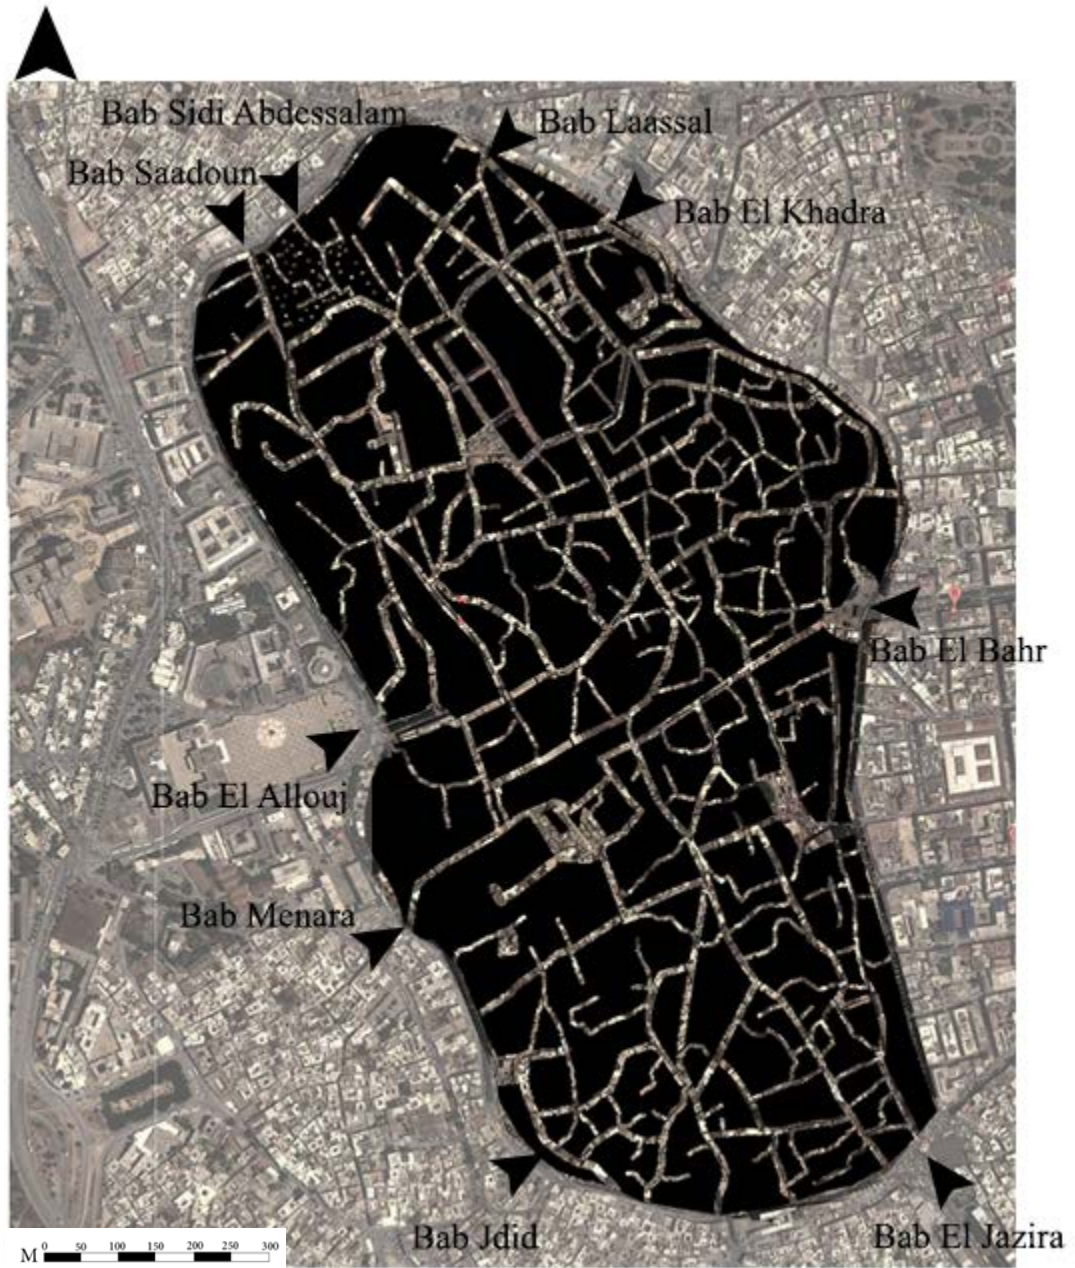 Bab Sidi Abdessalam
Bab Laassal
Bab Saadoun
Bab El Khadra
Bab El Bahr
Bab El Allouj
Bab Menara
Bab Jdid
Bab El Jazira
M 0 50 100 150 200 250 300